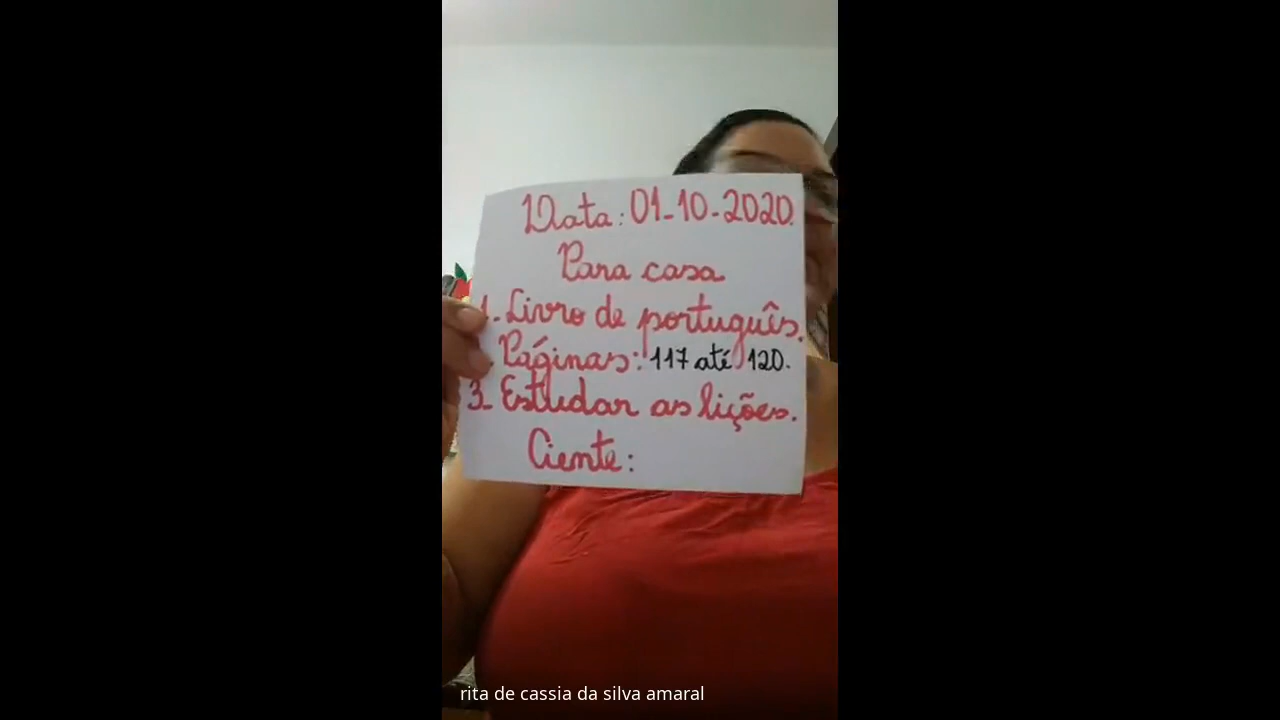 Data: 01-10-2020.
Para casa
1. Livro de português.
Páginas: 117 até 120.
3. Estudar as lições.
Ciente:
rita de cassia da silva amaral